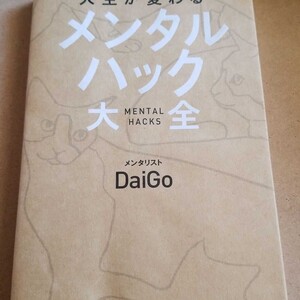 人生が変わる
メンタル
ハック
大全
MENTAL
HACKS
メンタリスト
DaiGo